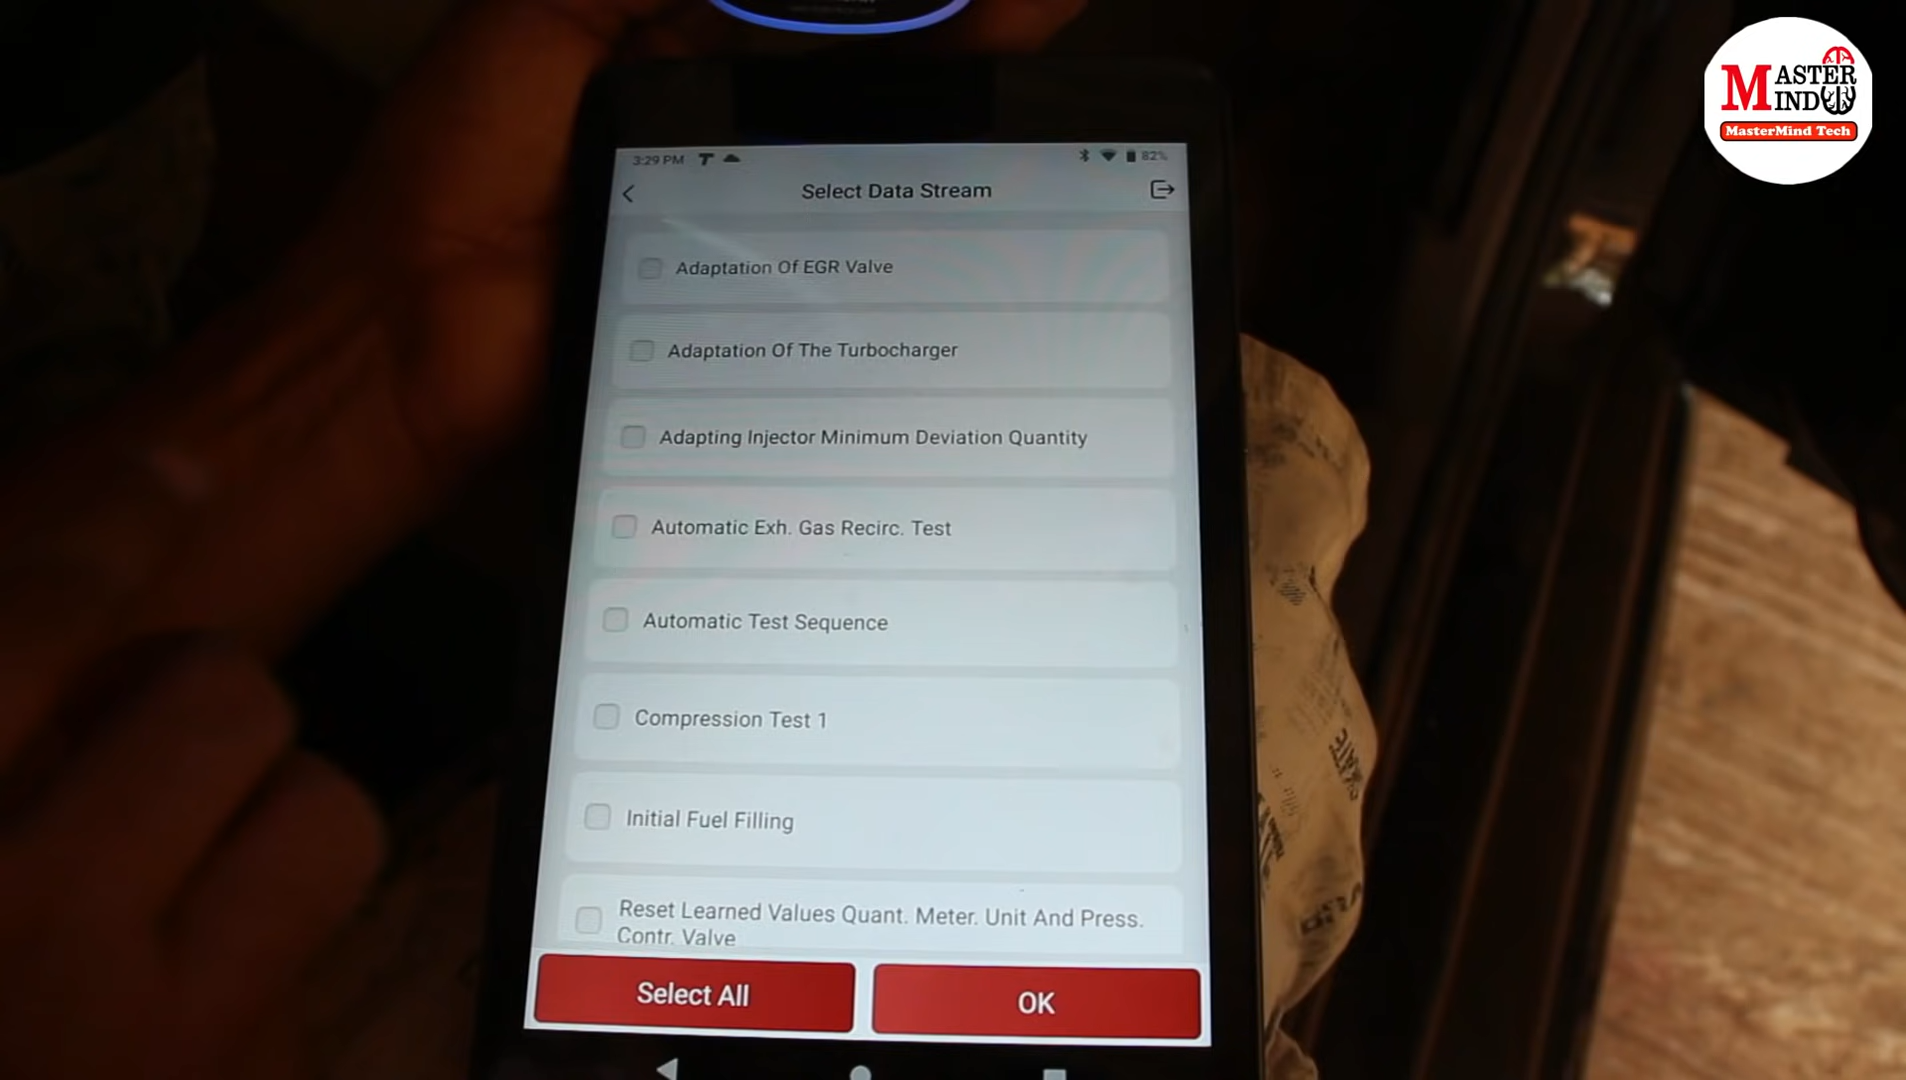 MASTER
MIND
MasterMind Tech
3:29 PM
82%
Select Data Stream
Adaptation Of EGR Valve
Adaptation Of The Turbocharger
Adapting Injector Minimum Deviation Quantity
Automatic Exh. Gas Recirc. Test
Automatic Test Sequence
Compression Test 1
Initial Fuel Filling
Reset Learned Values Quant. Meter. Unit And Press.
Contr. Valve
Select All
OK